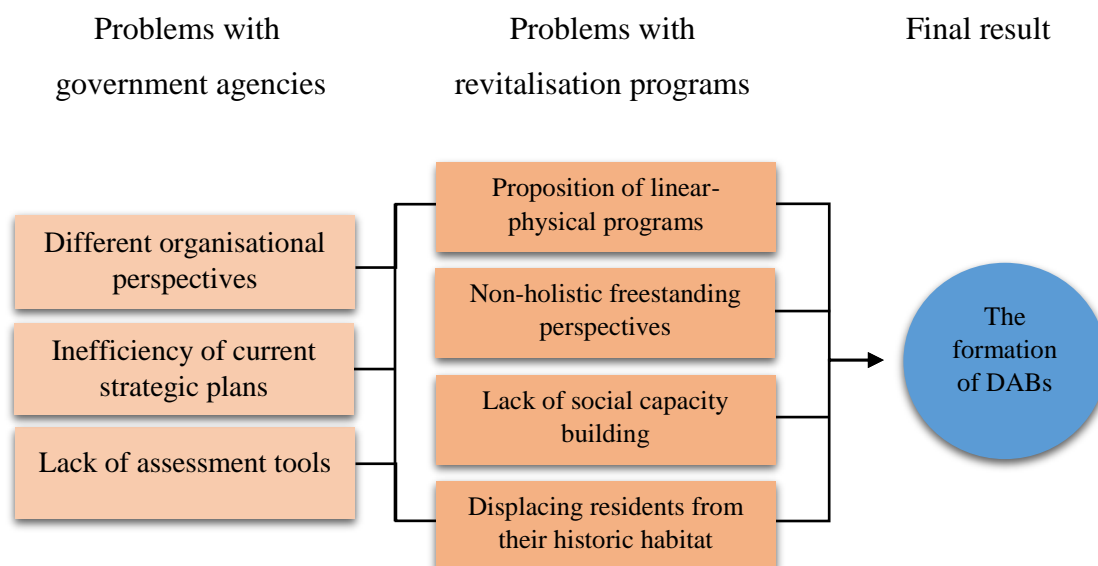 Problems with
government agencies
Problems with
revitalisation programs
Final result
Different organisational
perspectives
Inefficiency of current
strategic plans
Lack of assessment tools
Proposition of linear-
physical programs
Non-holistic freestanding
perspectives
Lack of social capacity
building
Displacing residents from
their historic habitat
The
formation
of DABs